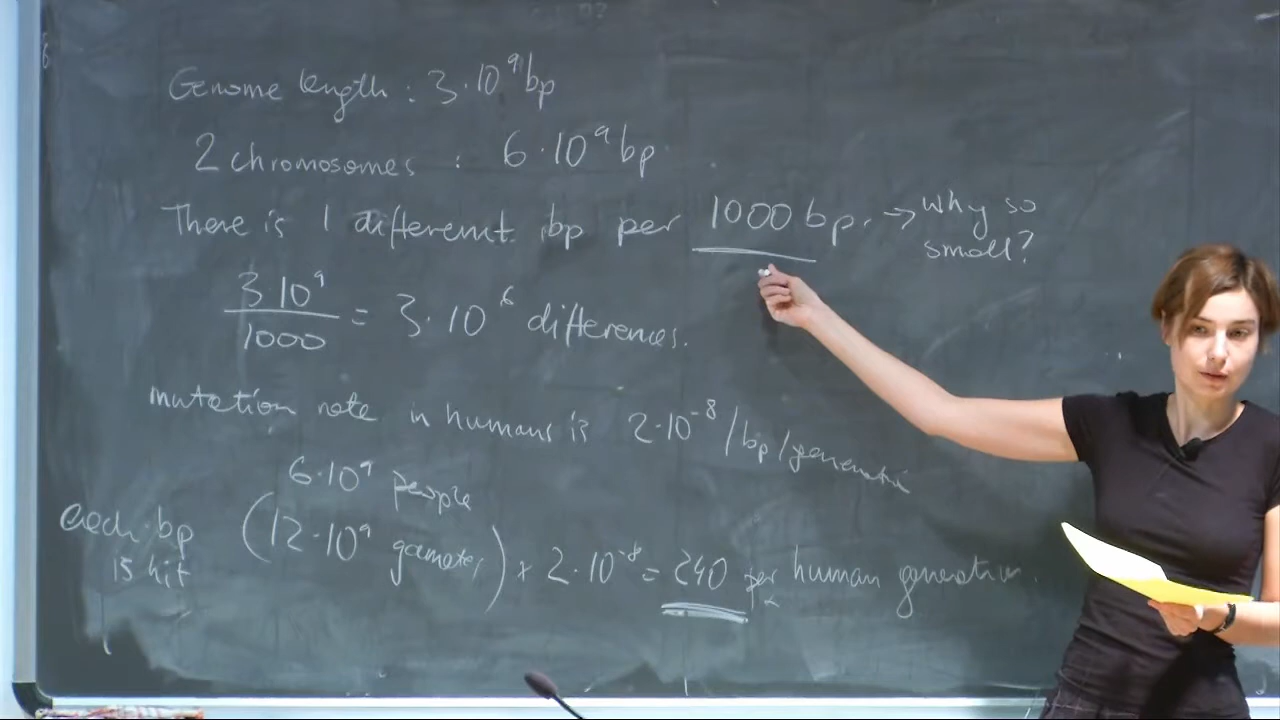 Genome length : 3·10⁹ bp
2 chromosomes : 6·10⁹ bp
There is 1 different bp per 1000 bp. → why so
small?
3·10⁹
1000
= 3·10⁶ differences.
mutation rate in humans is 2·10⁻⁸/bp/generation
6·10⁹ people
each bp
is hit
(12·10⁹ gametes) × 2·10⁻⁸ = 240 per human generation.